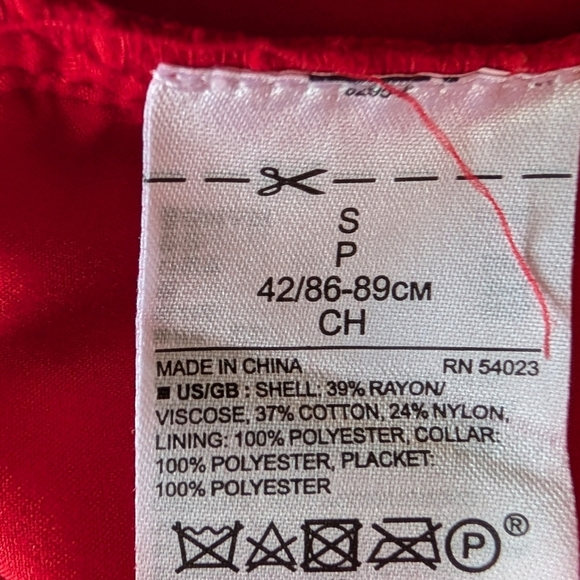 S
P
42/86-89CM
CH
MADE IN CHINA RN 54023
US/GB : SHELL: 39% RAYON/
VISCOSE, 37% COTTON, 24% NYLON,
LINING: 100% POLYESTER, COLLAR:
100% POLYESTER, PLACKET:
100% POLYESTER
P ®